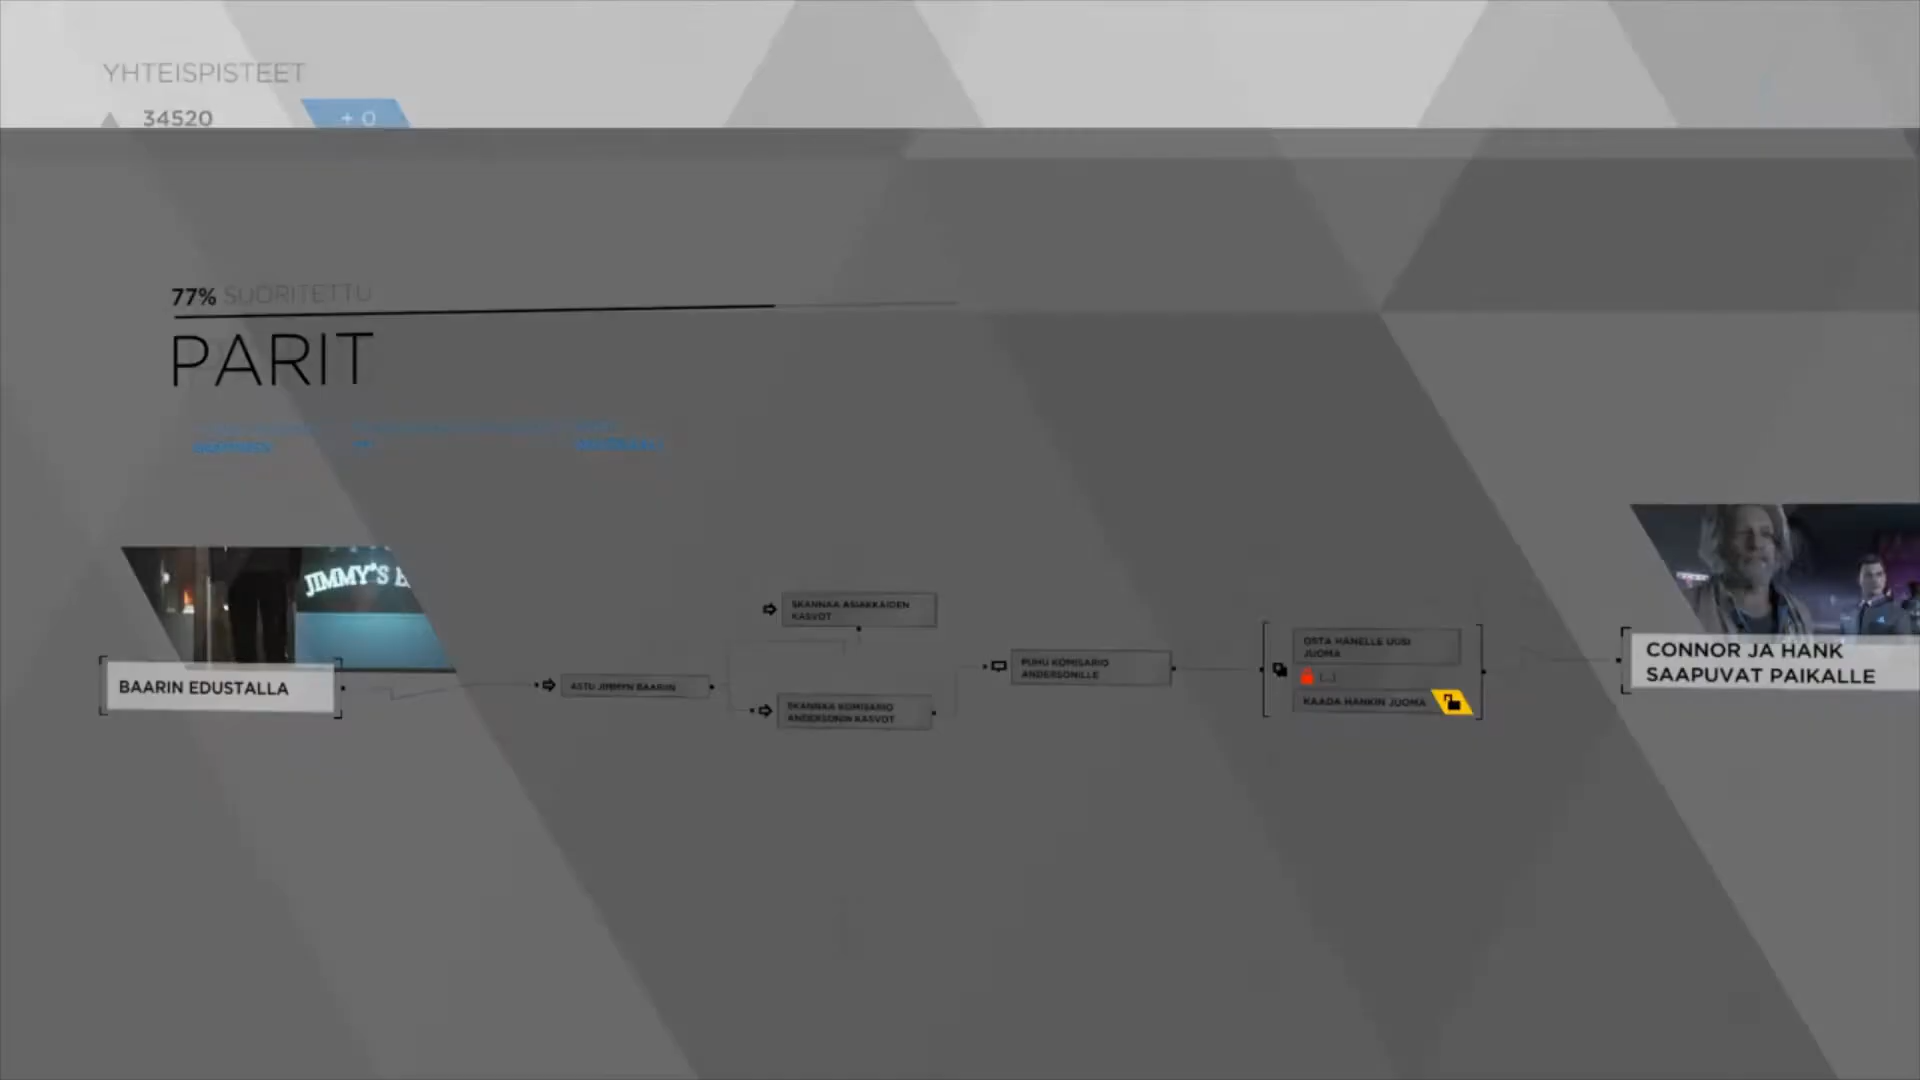 YHTEISPISTEET
34520
+ 0
77% SUORITETTU
PARIT
JIMMY'S B
BAARIN EDUSTALLA
ASTU JIMMYN BAARIIN
SKANNAA ASIAKKAIDEN
KASVOT
SKANNAA KOMISARIO
ANDERSONIN KASVOT
PUHU KOMISARIO
ANDERSONILLE
OSTA HÄNELLE UUSI
JUOMA
(...)
KAADA HANKIN JUOMA
CONNOR JA HANK
SAAPUVAT PAIKALLE